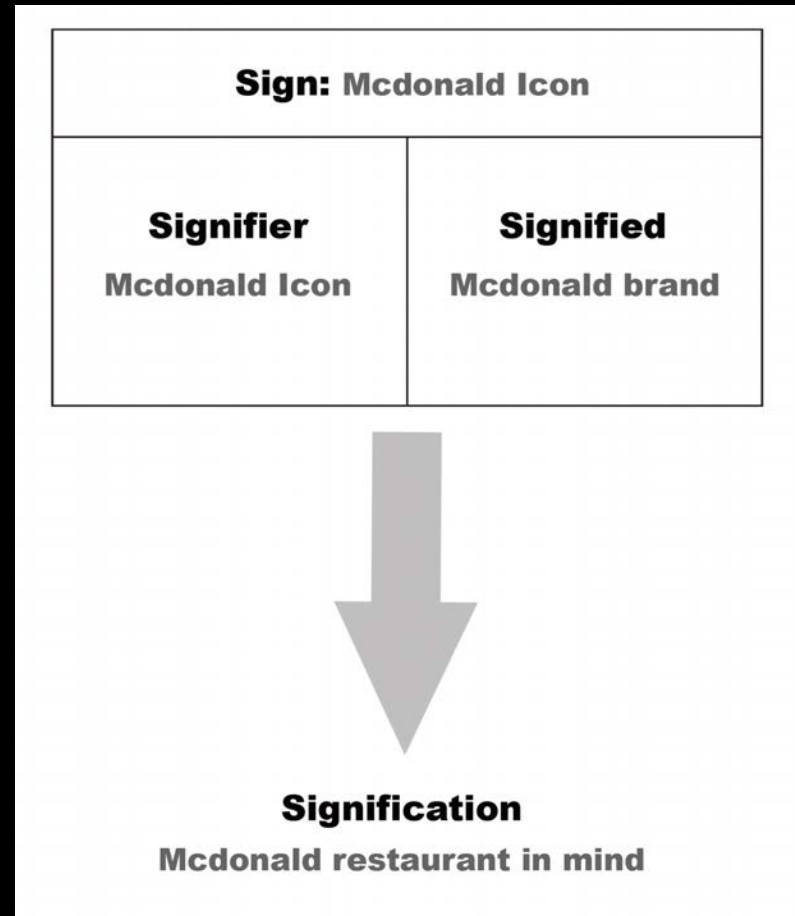 Sign: Mcdonald Icon
Signifier
Mcdonald Icon
Signified
Mcdonald brand
Signification
Mcdonald restaurant in mind